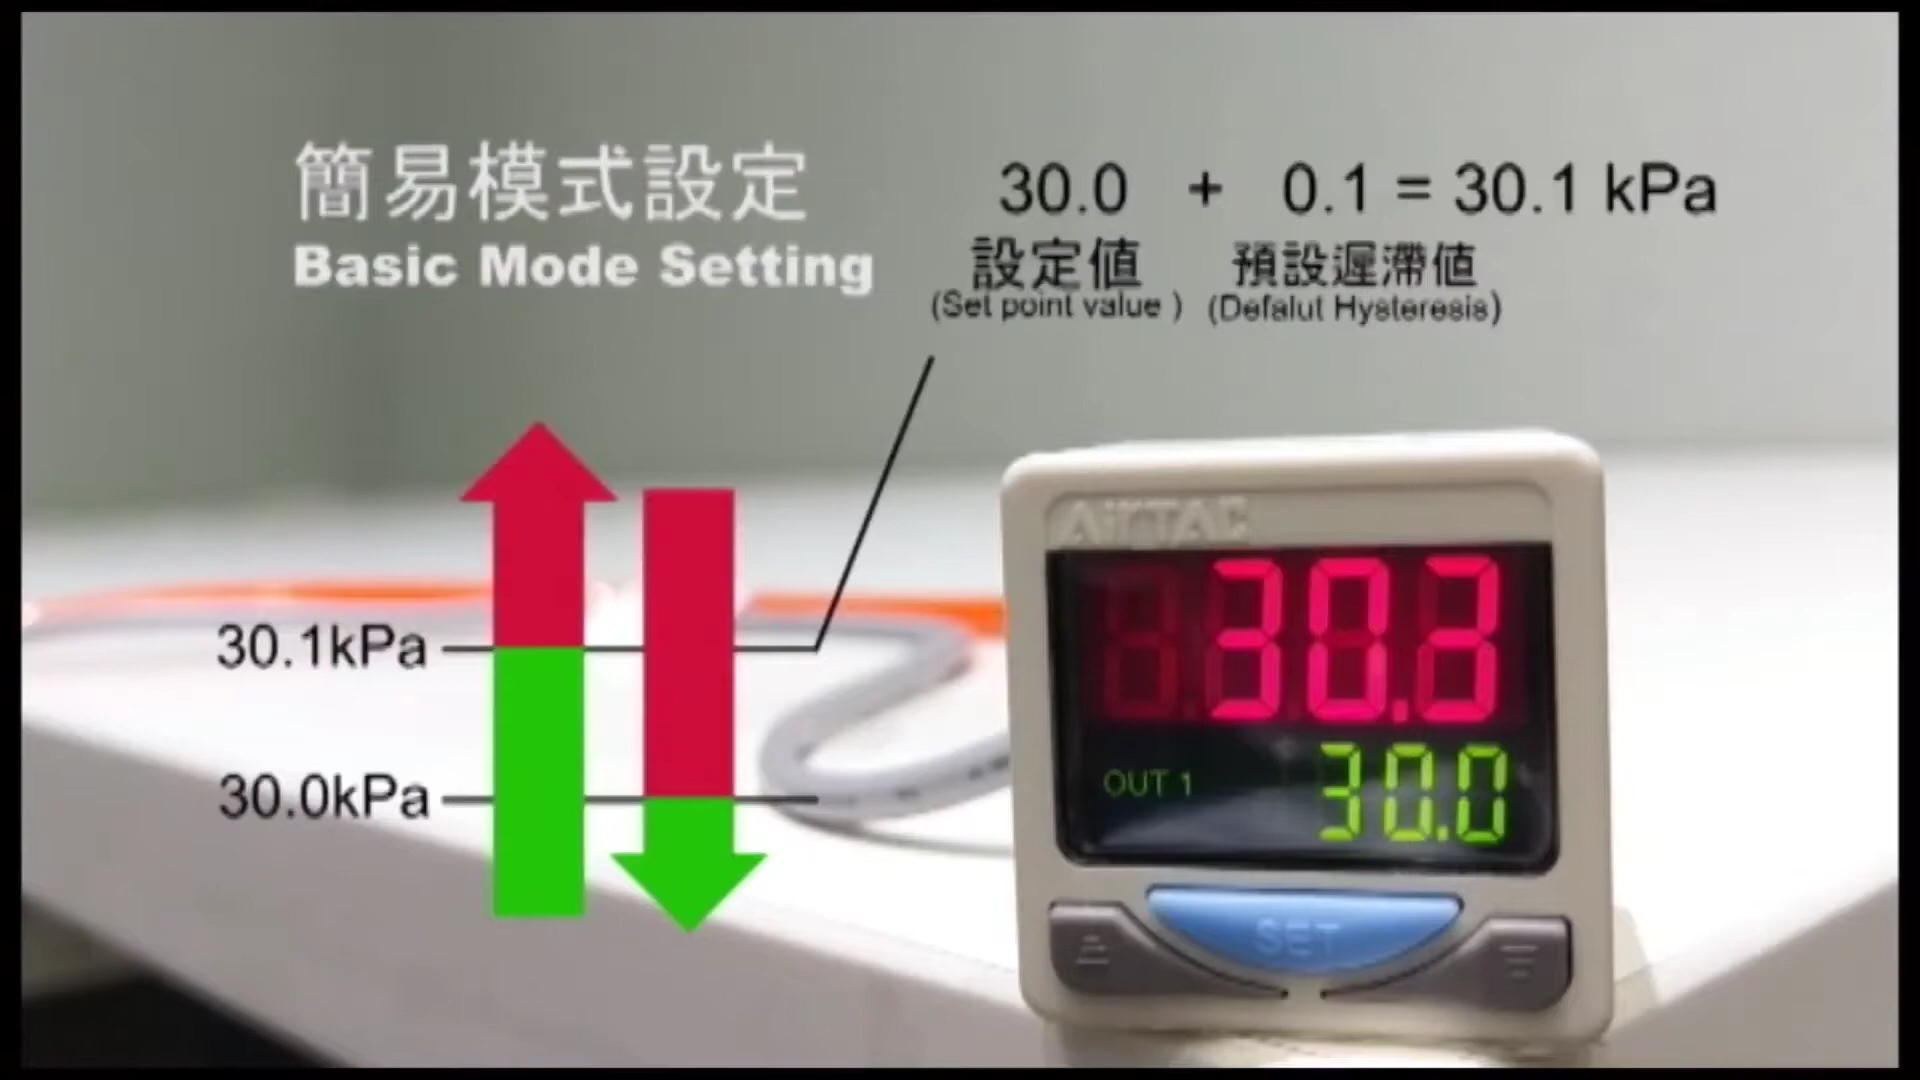 簡易模式設定
Basic Mode Setting
30.0 + 0.1 = 30.1 kPa
設定值 預設遲滯值
(Set point value ) (Defalut Hysteresis)
30.1kPa
30.0kPa
AirTAC
30.3
OUT 1 30.0
SET